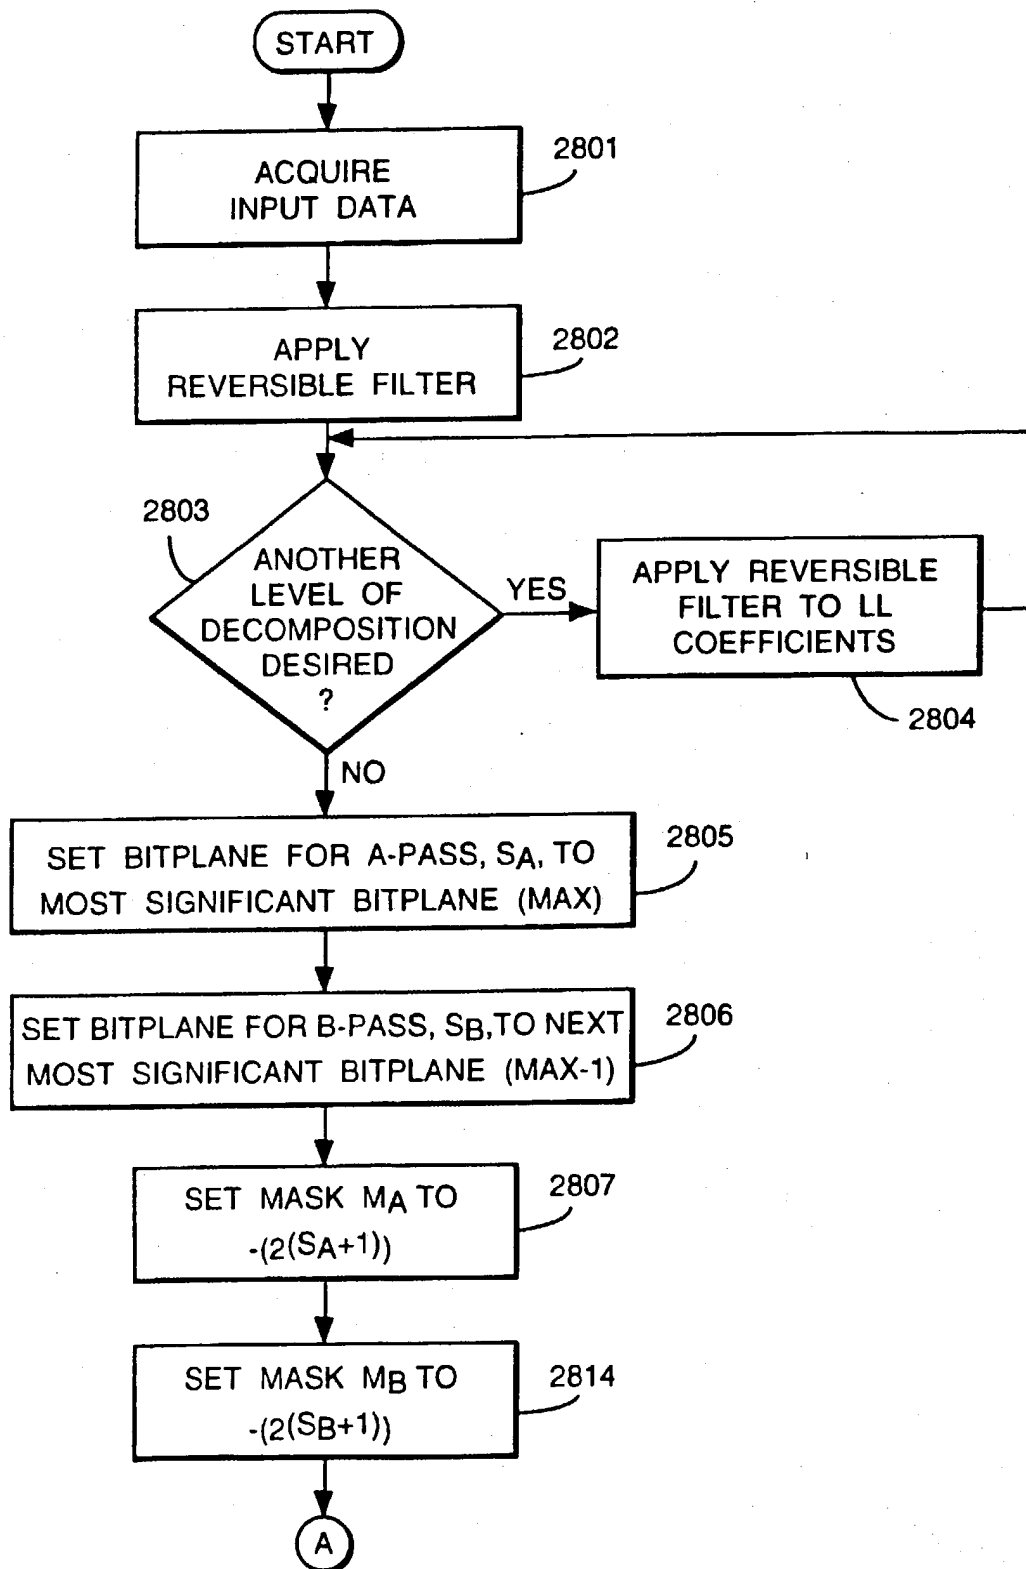 START
ACQUIRE
INPUT DATA
2801
APPLY
REVERSIBLE FILTER
2802
2803
ANOTHER
LEVEL OF
DECOMPOSITION
DESIRED
?
YES
APPLY REVERSIBLE
FILTER TO LL
COEFFICIENTS
2804
NO
SET BITPLANE FOR A-PASS, SA, TO
MOST SIGNIFICANT BITPLANE (MAX)
2805
SET BITPLANE FOR B-PASS, SB, TO NEXT
MOST SIGNIFICANT BITPLANE (MAX-1)
2806
SET MASK MA TO
-(2(SA+1))
2807
SET MASK MB TO
-(2(SB+1))
2814
A